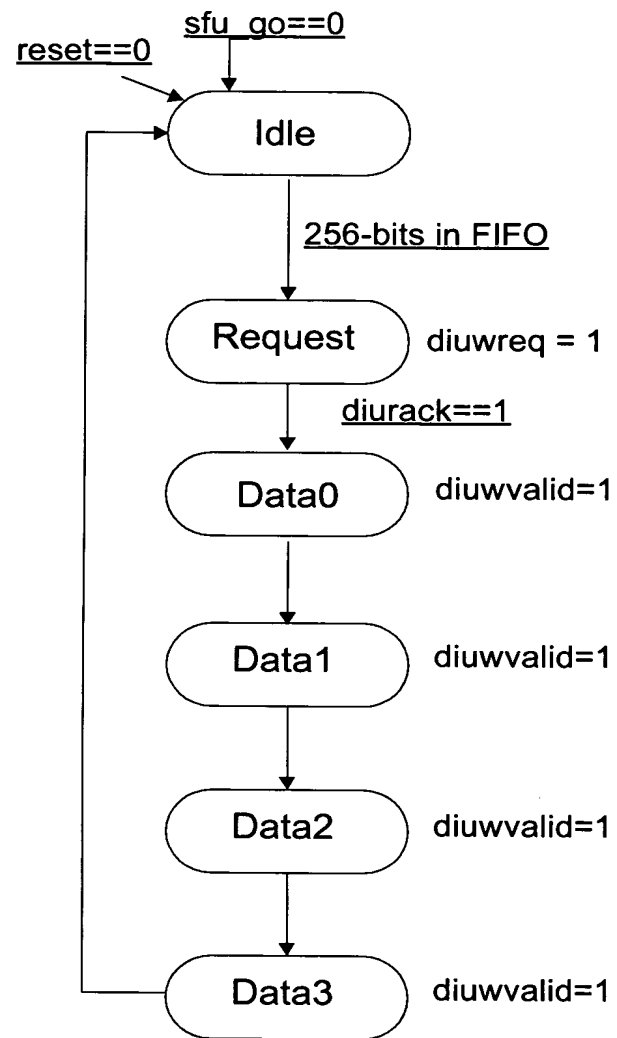 sfu_go==0
reset==0
Idle
256-bits in FIFO
Request
diuwreq = 1
diurack==1
Data0
diuwvalid=1
Data1
diuwvalid=1
Data2
diuwvalid=1
Data3
diuwvalid=1